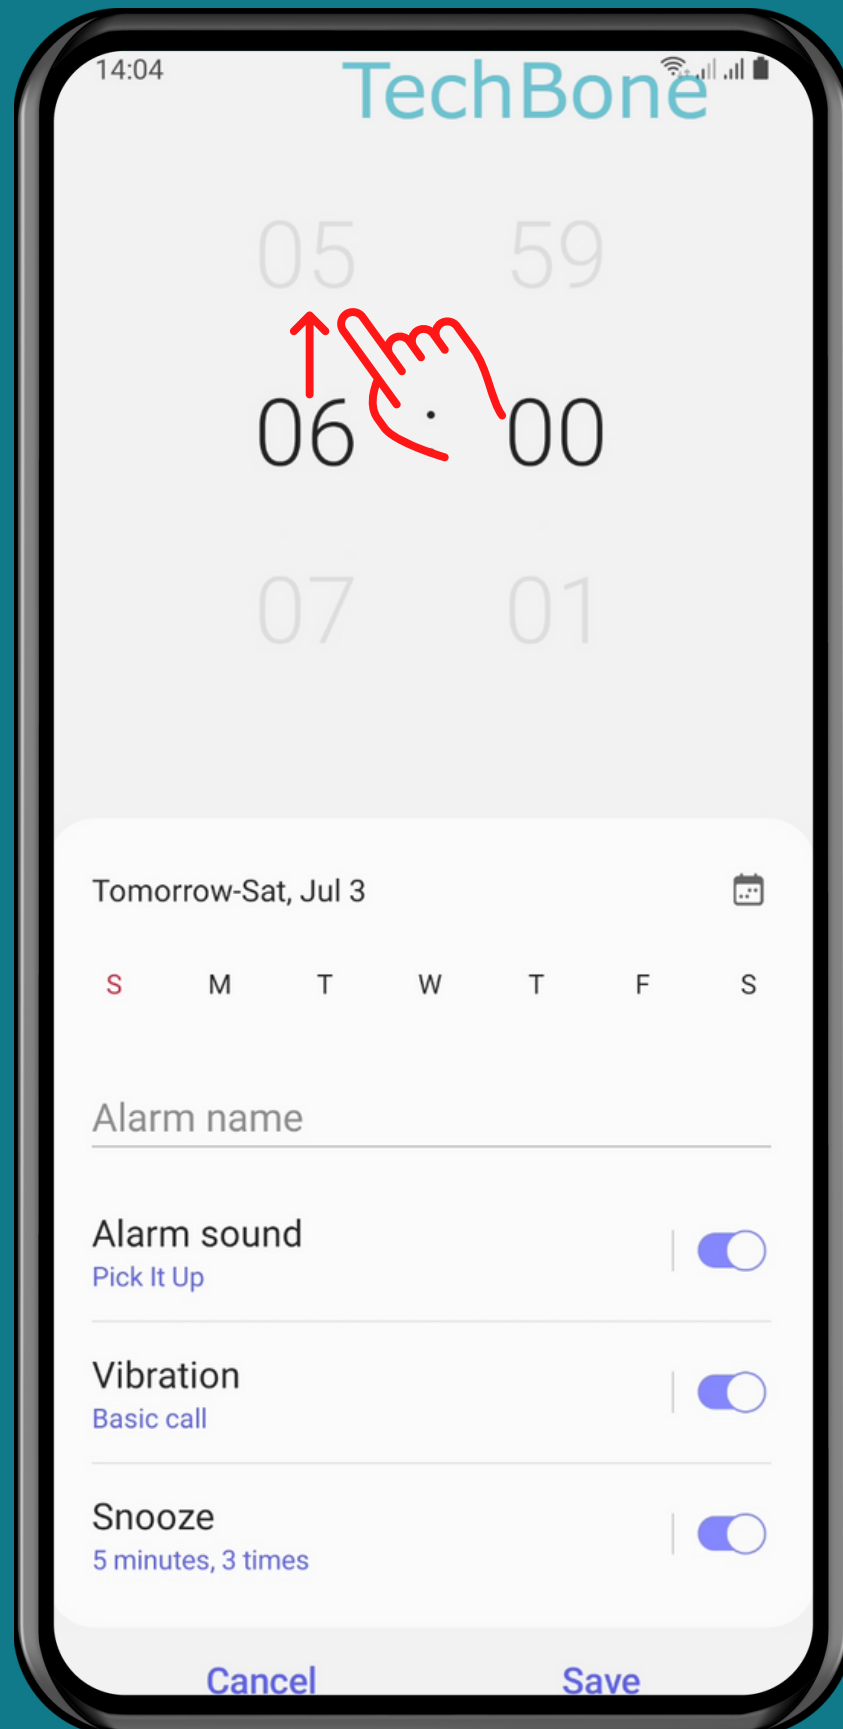 14:04
TechBone
05 59
06 : 00
07 01
Tomorrow-Sat, Jul 3
S M T W T F S
Alarm name
Alarm sound
Pick It Up
Vibration
Basic call
Snooze
5 minutes, 3 times
Cancel Save